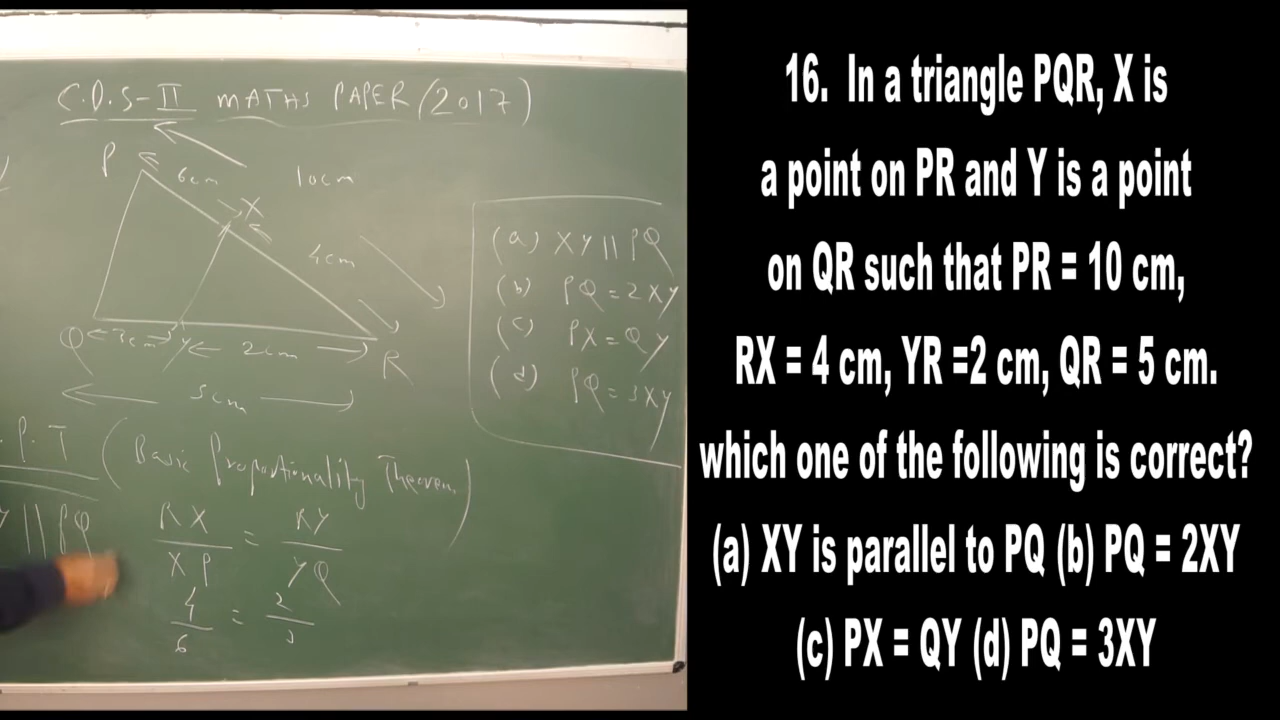 C.D.S-II MATHS PAPER (2017)
P
6cm
10cm
X
4cm
Q
3cm
Y
2cm
R
5cm
(a) XY || PQ
(b) PQ = 2XY
(c) PX = QY
(d) PQ = 3XY
.P.T (Basic Proportionality Theorem)
Y || PQ
RX/XP = RY/YQ
4/6 = 2/3
16. In a triangle PQR, X is
a point on PR and Y is a point
on QR such that PR = 10 cm,
RX = 4 cm, YR =2 cm, QR = 5 cm.
which one of the following is correct?
(a) XY is parallel to PQ (b) PQ = 2XY
(c) PX = QY (d) PQ = 3XY